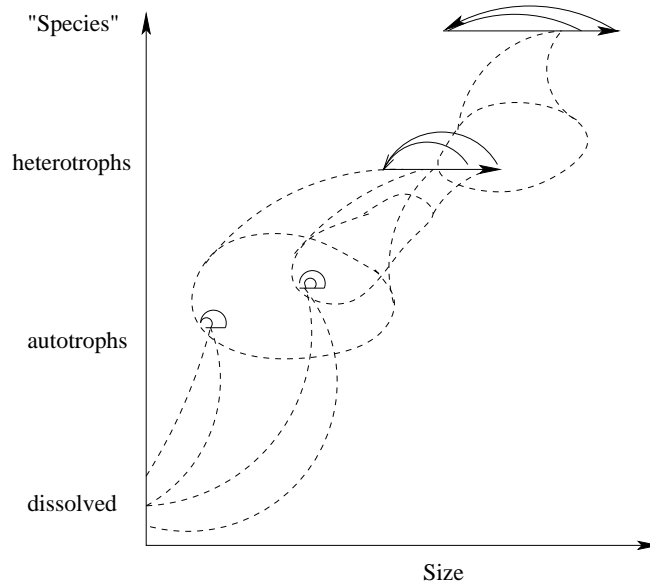 "Species"
heterotrophs
autotrophs
dissolved
Size